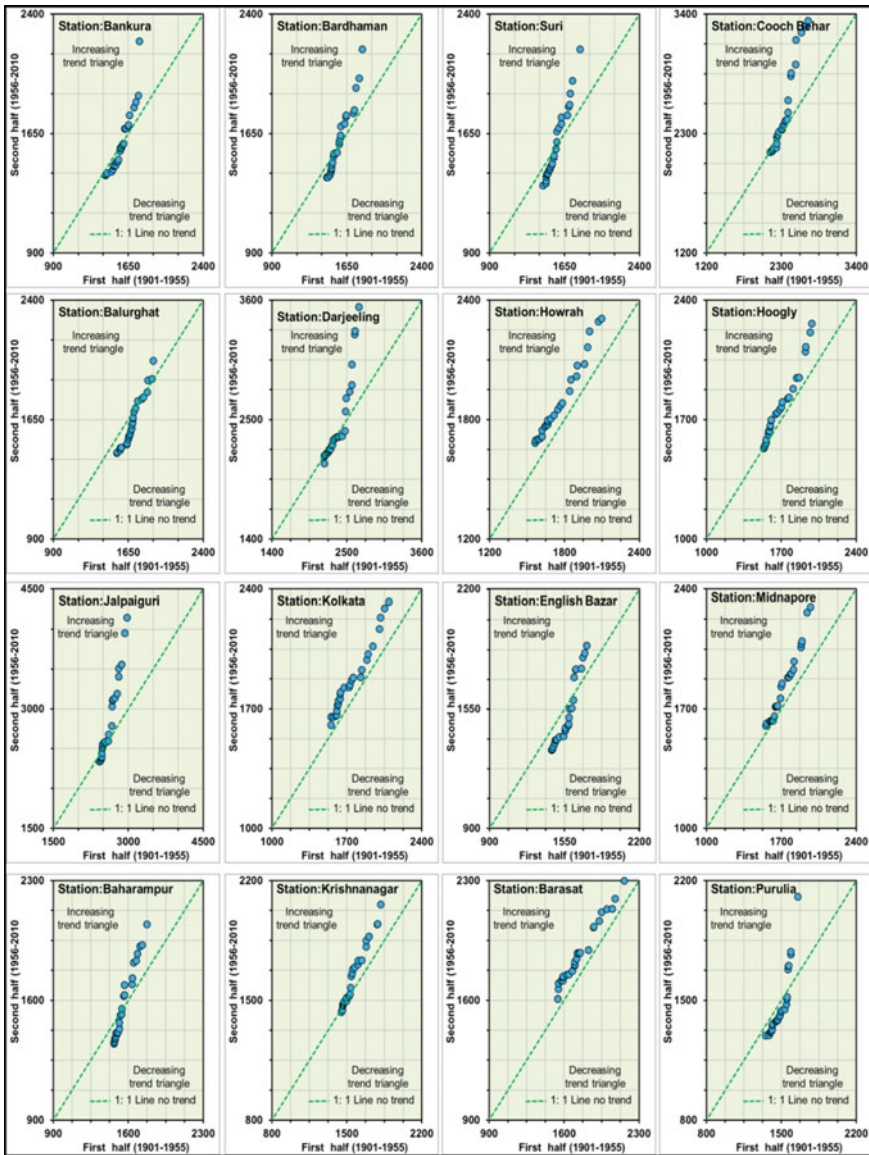 Station:Bankura
Increasing
trend triangle
Decreasing
trend triangle
1: 1 Line no trend
Second half (1956-2010
2400
1650
900
900 1650 2400
First half (1901-1955)
Station:Bardhaman
Increasing
trend triangle
Decreasing
trend triangle
1: 1 Line no trend
Second half (1956-2010
2400
1650
900
900 1650 2400
First half (1901-1955)
Station:Suri
Increasing
trend triangle
Decreasing
trend triangle
1: 1 Line no trend
Second half (1956-2010
2400
1650
900
900 1650 2400
First half (1901-1955)
Station:Cooch Behar
Increasing
trend triangle
Decreasing
trend triangle
1: 1 Line no trend
Second half (1956-2010
3400
2300
1200
1200 2300 3400
First half (1901-1955)
Station:Balurghat
Increasing
trend triangle
Decreasing
trend triangle
1: 1 Line no trend
Second half (1956-2010
2400
1650
900
900 1650 2400
First half (1901-1955)
Station:Darjeeling
Increasing
trend triangle
Decreasing
trend triangle
1: 1 Line no trend
Second half (1956-2010
3600
2500
1400
1400 2500 3600
First half (1901-1955)
Station:Howrah
Increasing
trend triangle
Decreasing
trend triangle
1: 1 Line no trend
Second half (1956-2010
2400
1800
1200
1200 1800 2400
First half (1901-1955)
Station:Hoogly
Increasing
trend triangle
Decreasing
trend triangle
1: 1 Line no trend
Second half (1956-2010
2400
1700
1000
1000 1700 2400
First half (1901-1955)
Station:Jalpaiguri
Increasing
trend triangle
Decreasing
trend triangle
1: 1 Line no trend
Second half (1956-2010
4500
3000
1500
1500 3000 4500
First half (1901-1955)
Station:Kolkata
Increasing
trend triangle
Decreasing
trend triangle
1: 1 Line no trend
Second half (1956-2010
2400
1700
1000
1000 1700 2400
First half (1901-1955)
Station:English Bazar
Increasing
trend triangle
Decreasing
trend triangle
1: 1 Line no trend
Second half (1956-2010
2200
1550
900
900 1550 2200
First half (1901-1955)
Station:Midnapore
Increasing
trend triangle
Decreasing
trend triangle
1: 1 Line no trend
Second half (1956-2010
2400
1700
1000
1000 1700 2400
First half (1901-1955)
Station:Baharampur
Increasing
trend triangle
Decreasing
trend triangle
1: 1 Line no trend
Second half (1956-2010
2300
1600
900
900 1600 2300
First half (1901-1955)
Station:Krishnanagar
Increasing
trend triangle
Decreasing
trend triangle
1: 1 Line no trend
Second half (1956-2010
2200
1500
800
800 1500 2200
First half (1901-1955)
Station:Barasat
Increasing
trend triangle
Decreasing
trend triangle
1: 1 Line no trend
Second half (1956-2010
2300
1600
900
900 1600 2300
First half (1901-1955)
Station:Purulia
Increasing
trend triangle
Decreasing
trend triangle
1: 1 Line no trend
Second half (1956-2010
2200
1500
800
800 1500 2200
First half (1901-1955)